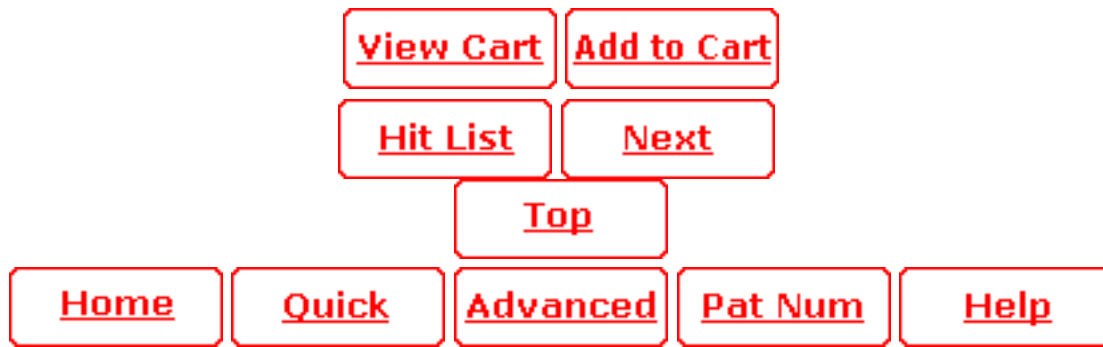 View Cart Add to Cart
Hit List Next
Top
Home Quick Advanced Pat Num Help